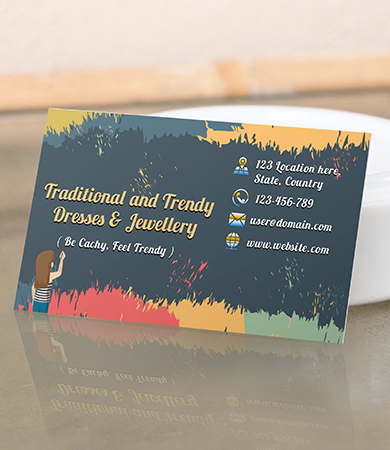 Traditional and Trendy
Dresses & Jewellery
( Be Cachy, Feel Trendy )
123 Location here,
State, Country
123-456-789
user@domain.com
www.website.com